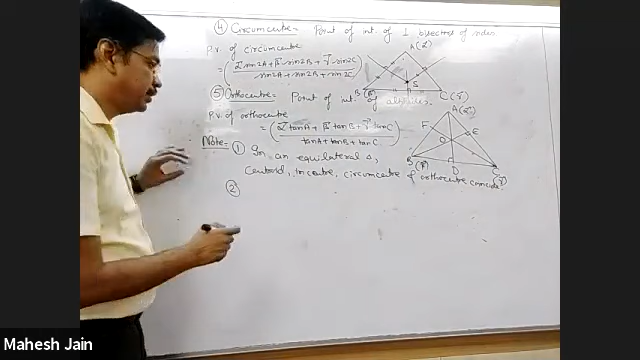 ④ Circumcentre = Point of int. of ⊥ bisectors of sides.
P.V. of circumcentre
= (α⃗ sin2A + β⃗ sin2B + γ⃗ sin2C / sin2A + sin2B + sin2C)
A(α⃗)
S
B(β⃗) C(γ⃗)
⑤ Orthocentre = Point of int. of altitudes.
P.V. of orthocentre
= (α⃗ tanA + β⃗ tanB + γ⃗ tanC / tanA + tanB + tanC)
A(α⃗)
F E
O
B(β⃗) D C(γ⃗)
Note: ① In an equilateral Δ,
Centroid, incentre, circumcentre & orthocentre coincide
②
Mahesh Jain